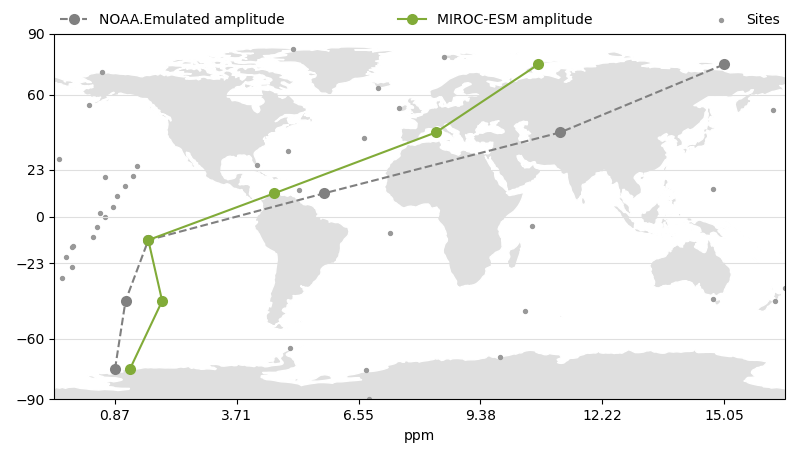 NOAA.Emulated amplitude MIROC-ESM amplitude Sites
90
60
23
0
−23
−60
−90
0.87 3.71 6.55 9.38 12.22 15.05
ppm